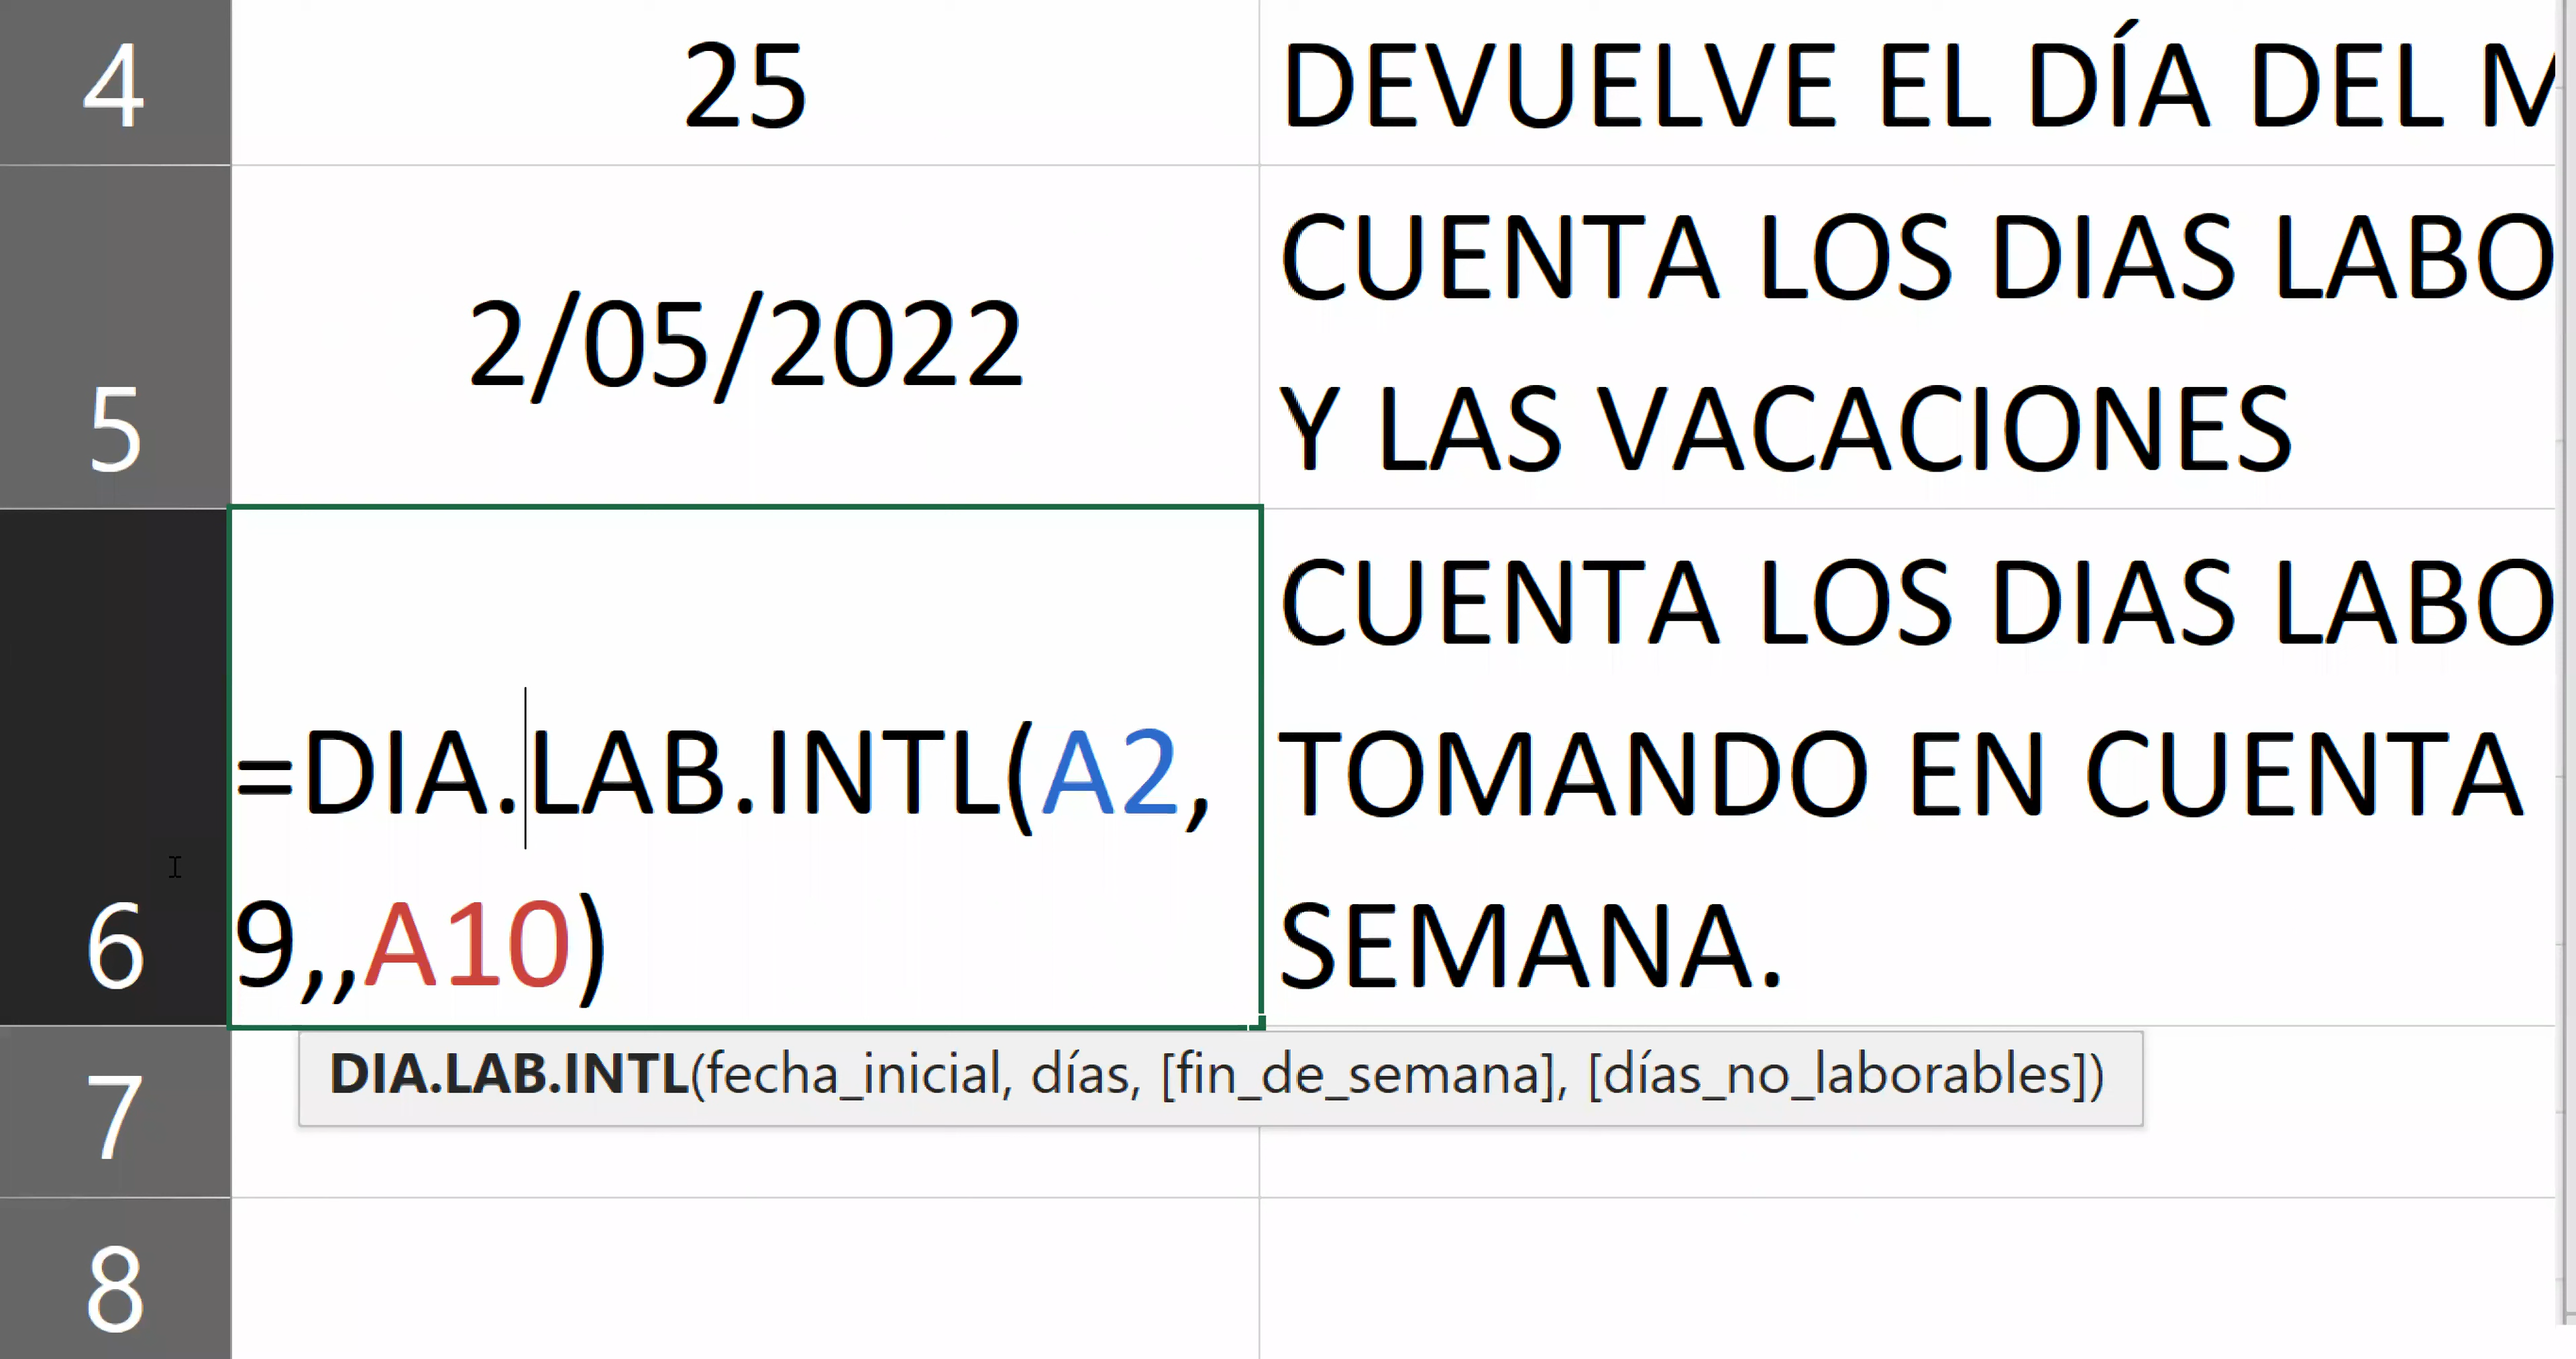 4
25
DEVUELVE EL DÍA DEL
5
2/05/2022
CUENTA LOS DIAS LABO
Y LAS VACACIONES
6
=DIA.LAB.INTL(A2,
9,,A10)
CUENTA LOS DIAS LABO
TOMANDO EN CUENTA
SEMANA.
DIA.LAB.INTL(fecha_inicial, días, [fin_de_semana], [días_no_laborables])
7
8